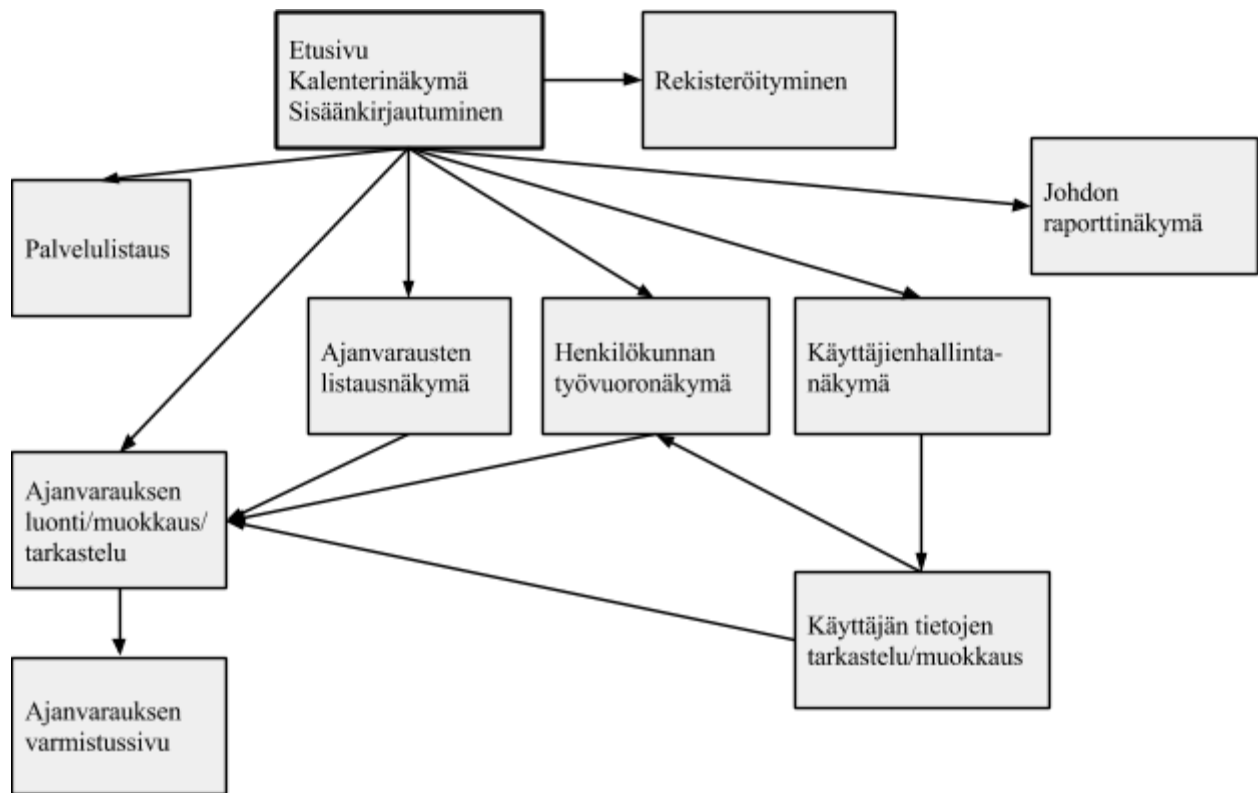 Etusivu
Kalenterinäkymä
Sisäänkirjautuminen
Rekisteröityminen
Johdon
raporttinäkymä
Palvelulistaus
Ajanvarausten
listausnäkymä
Henkilökunnan
työvuoronäkymä
Käyttäjienhallinta-
näkymä
Ajanvarauksen
luonti/muokkaus/
tarkastelu
Käyttäjän tietojen
tarkastelu/muokkaus
Ajanvarauksen
varmistussivu